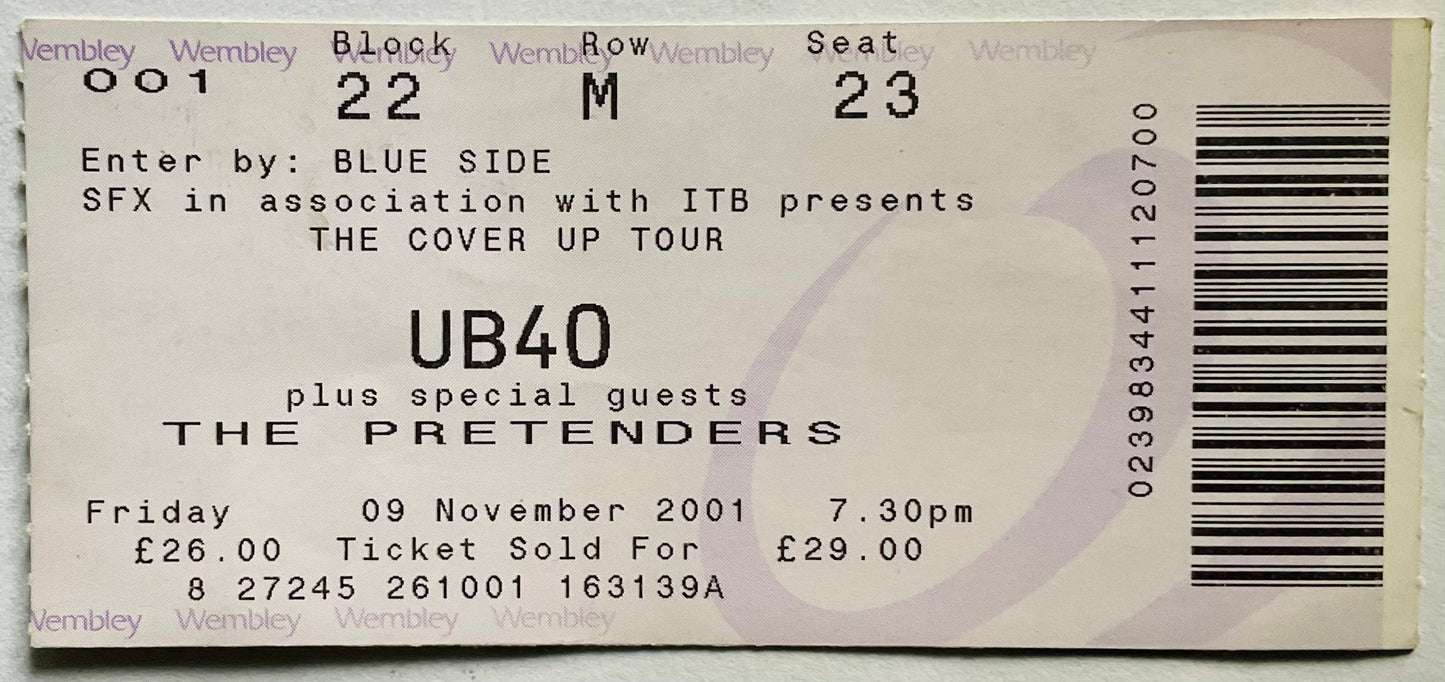 Wembley Wembley Wembley Wembley Wembley Wembley Wembley
Block Row Seat
001 22 M 23
Enter by: BLUE SIDE
SFX in association with ITB presents
THE COVER UP TOUR
UB40
plus special guests
THE PRETENDERS
Friday 09 November 2001 7.30pm
£26.00 Ticket Sold For £29.00
8 27245 261001 163139A
Wembley Wembley Wembley Wembley
0239834411120700